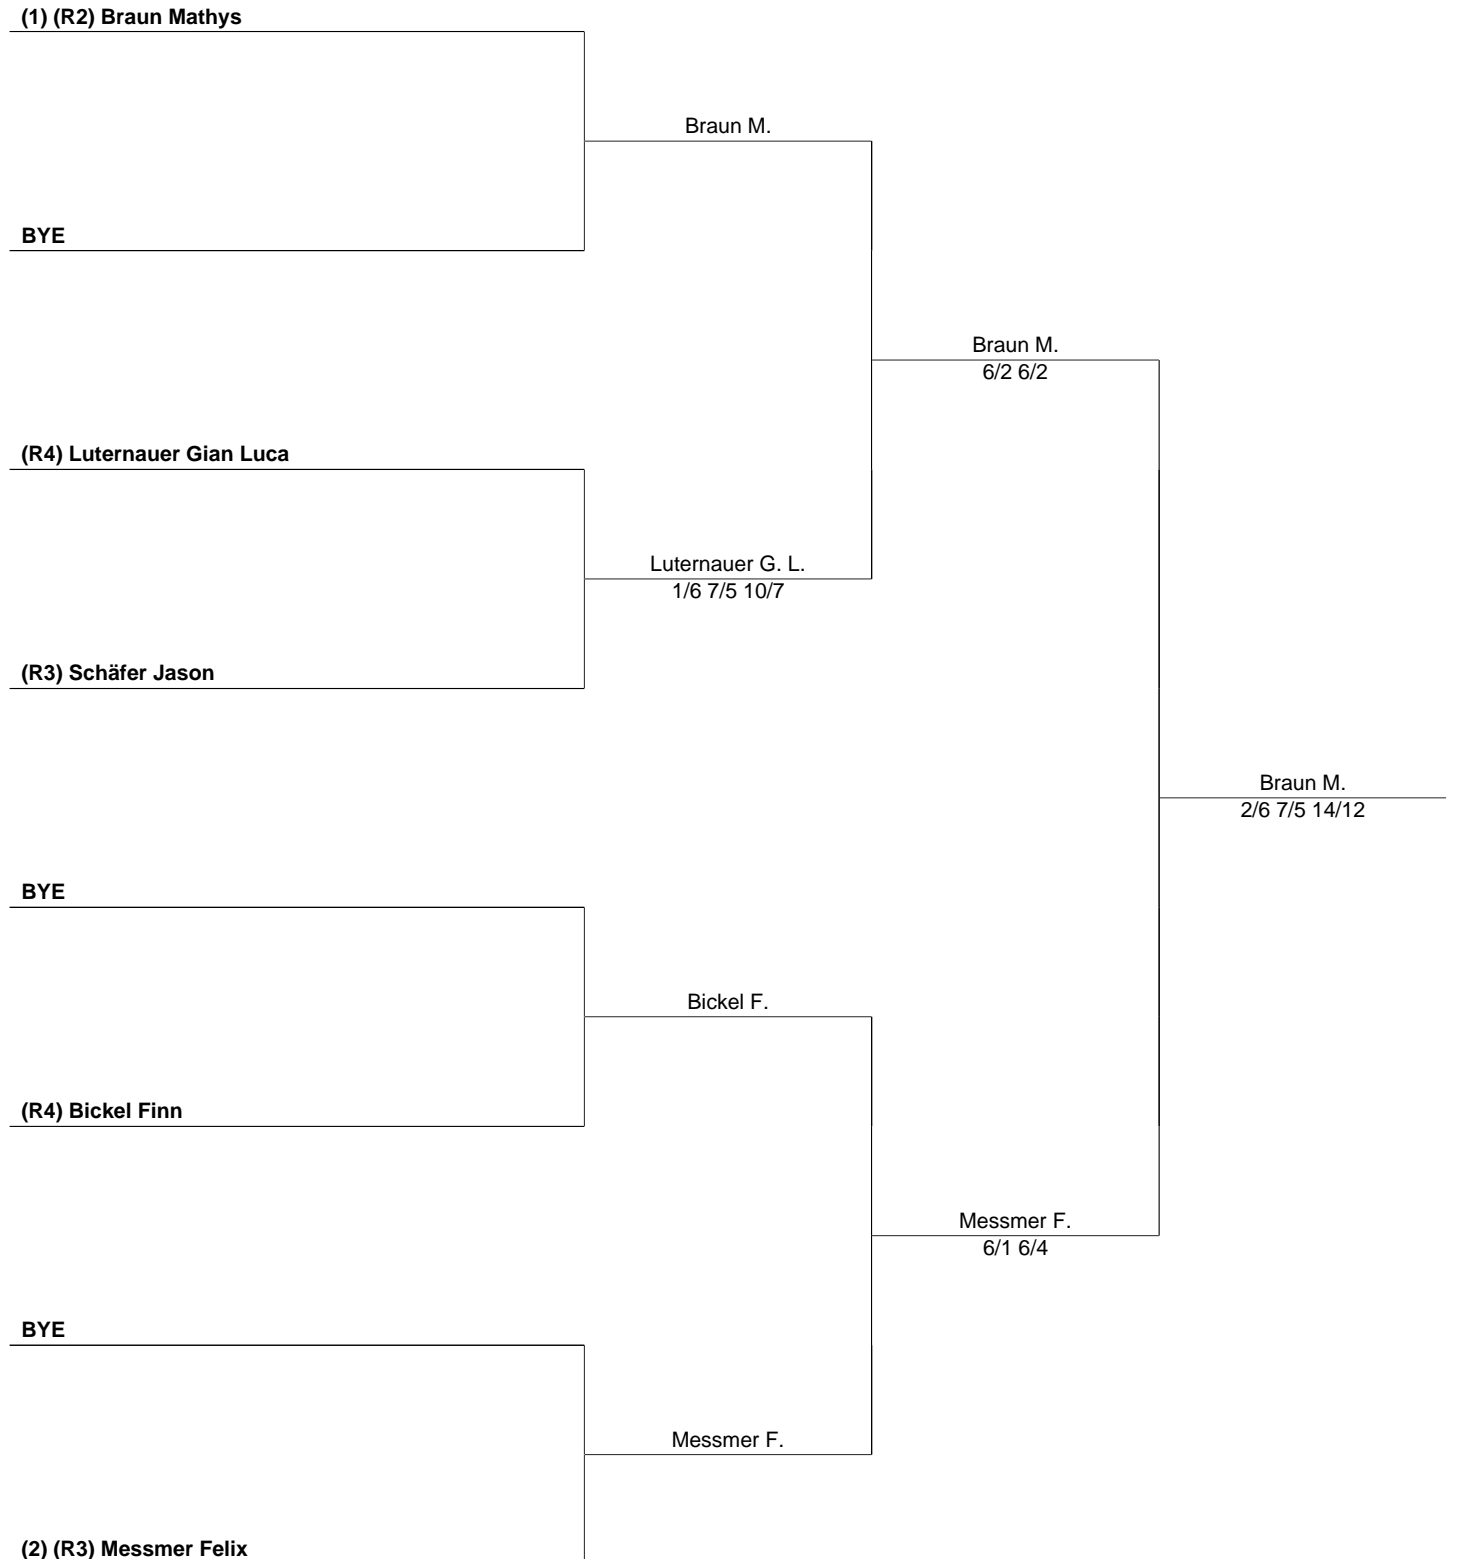 (1) (R2) Braun Mathys
Braun M.
BYE
Braun M.
6/2 6/2
(R4) Luternauer Gian Luca
Luternauer G. L.
1/6 7/5 10/7
(R3) Schäfer Jason
Braun M.
2/6 7/5 14/12
BYE
Bickel F.
(R4) Bickel Finn
Messmer F.
6/1 6/4
BYE
Messmer F.
(2) (R3) Messmer Felix